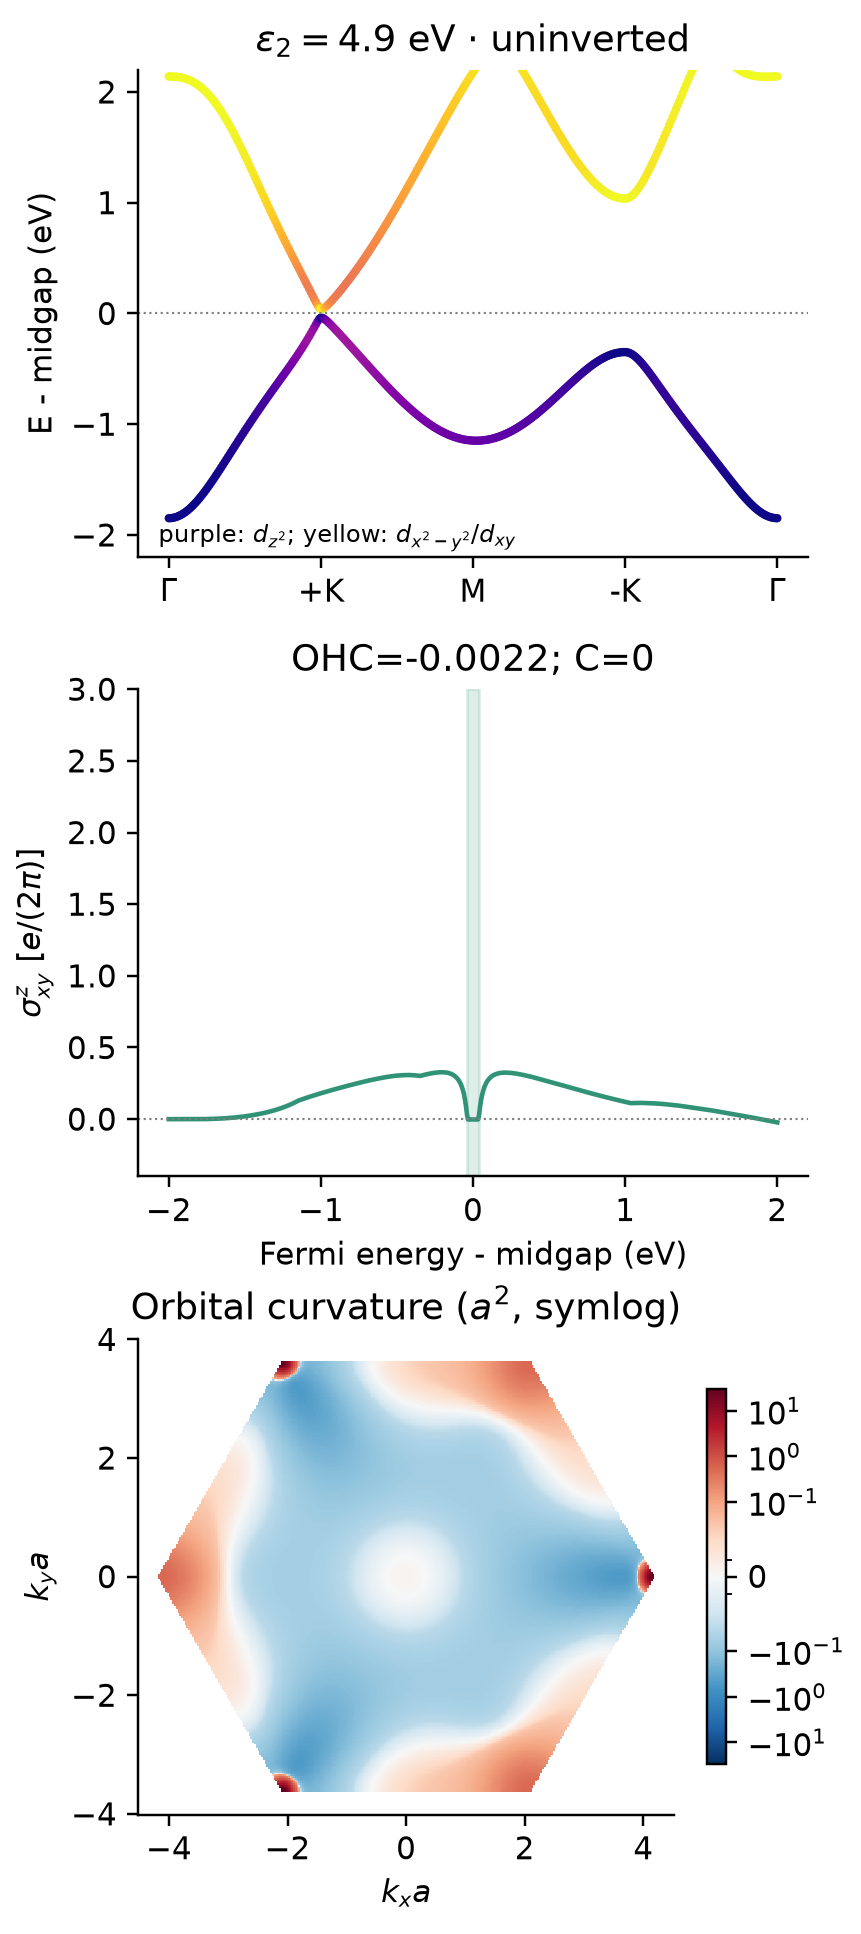 ε₂ = 4.9 eV · uninverted
E - midgap (eV)
2
1
0
−1
−2
purple: d_{z²}; yellow: d_{x²−y²}/d_{xy}
Γ +K M -K Γ
OHC=-0.0022; C=0
σ^z_{xy} [e/(2π)]
3.0
2.5
2.0
1.5
1.0
0.5
0.0
−2 −1 0 1 2
Fermi energy - midgap (eV)
Orbital curvature (a², symlog)
k_y a
4
2
0
−2
−4
−4 −2 0 2 4
k_x a
10¹
10⁰
10⁻¹
0
−10⁻¹
−10⁰
−10¹